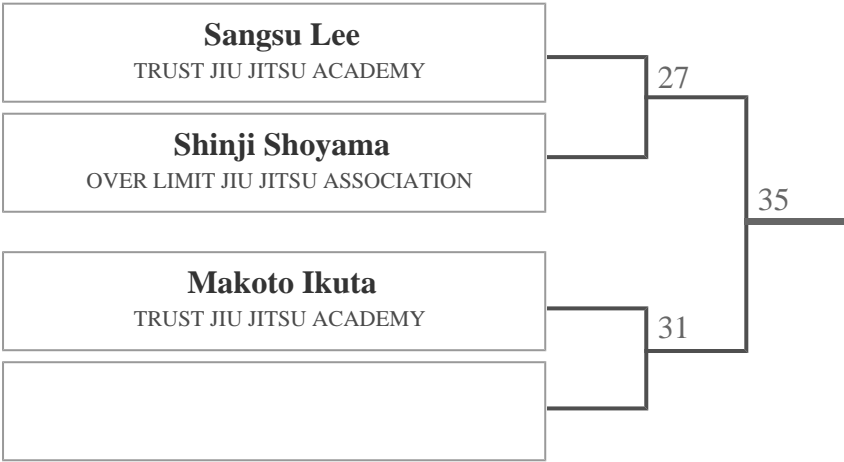 Sangsu Lee
TRUST JIU JITSU ACADEMY
27
Shinji Shoyama
OVER LIMIT JIU JITSU ASSOCIATION
35
Makoto Ikuta
TRUST JIU JITSU ACADEMY
31